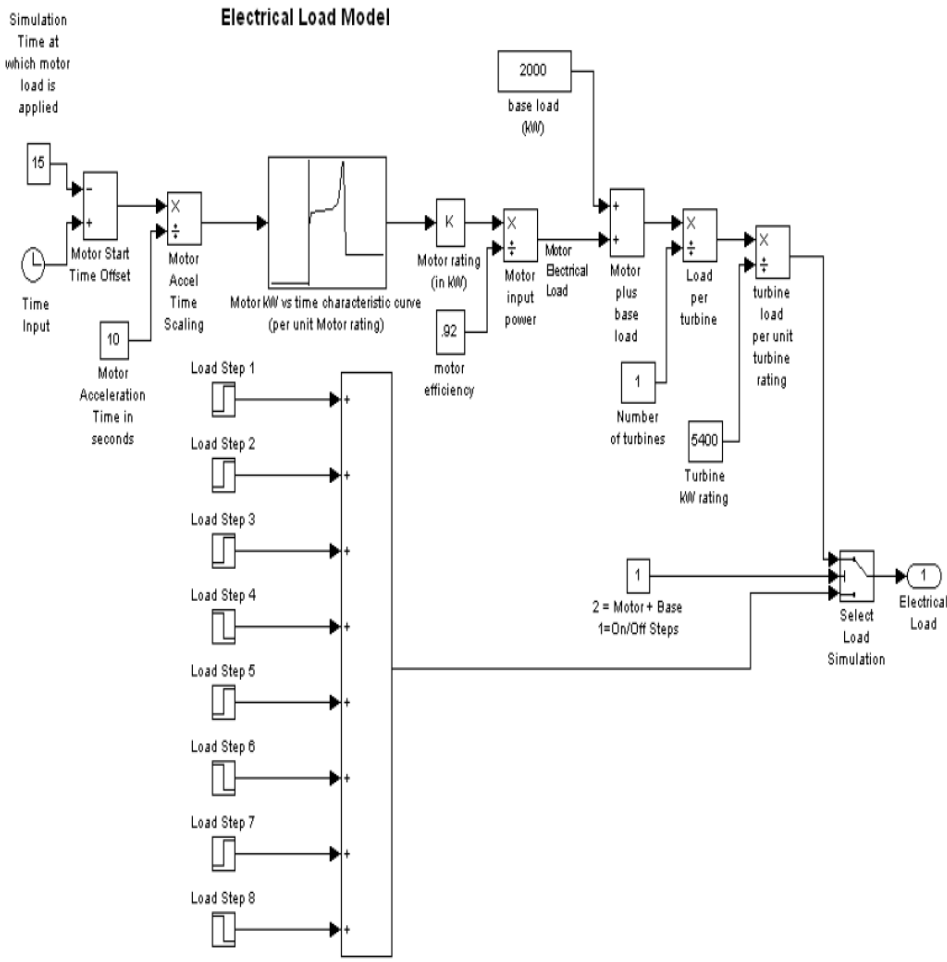 Electrical Load Model
Simulation
Time at
which motor
load is
applied
15
−
+
Motor Start
Time Offset
Time
Input
X
÷
Motor
Accel
Time
Scaling
10
Motor
Acceleration
Time in
seconds
Motor kW vs time characteristic curve
(per unit Motor rating)
K
Motor rating
(in kW)
.92
motor
efficiency
X
÷
Motor
input
power
Motor
Electrical
Load
2000
base load
(kW)
+
+
Motor
plus
base
load
X
÷
Load
per
turbine
1
Number
of turbines
X
÷
turbine
load
per unit
turbine
rating
5400
Turbine
kW rating
Load Step 1
+
Load Step 2
+
Load Step 3
+
Load Step 4
+
Load Step 5
+
Load Step 6
+
Load Step 7
+
Load Step 8
+
1
2 = Motor + Base
1=On/Off Steps
Select
Load
Simulation
1
Electrical
Load